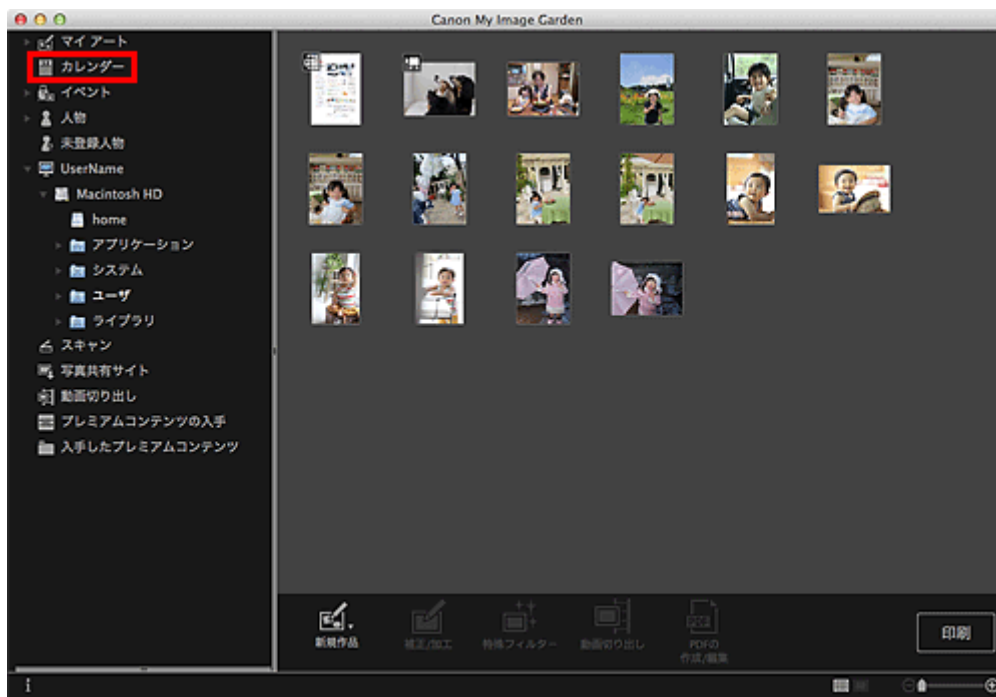 Canon My Image Garden
マイ アート
カレンダー
イベント
人物
未登録人物
UserName
Macintosh HD
home
アプリケーション
システム
ユーザ
ライブラリ
スキャン
写真共有サイト
動画切り出し
プレミアムコンテンツの入手
入手したプレミアムコンテンツ
新規作品
補正/加工
特殊フィルター
動画切り出し
PDFの
作成/編集
印刷